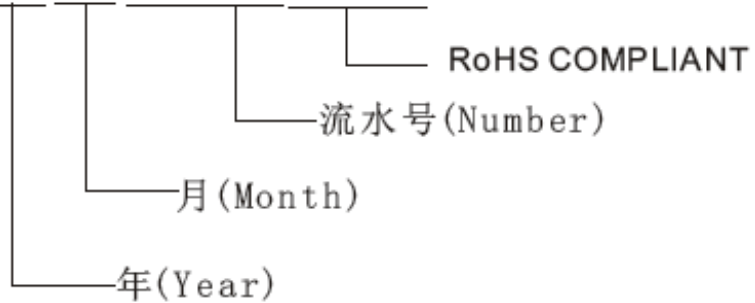 RoHS COMPLIANT
流水号(Number)
月(Month)
年(Year)